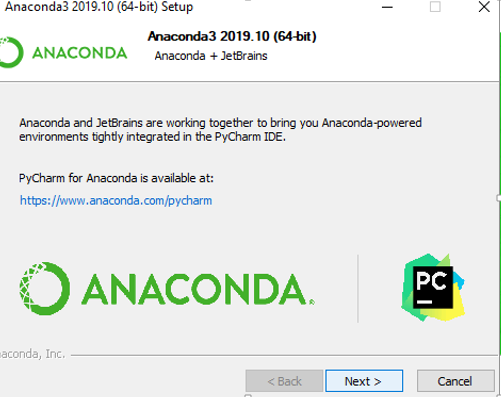 Anaconda3 2019.10 (64-bit) Setup
Anaconda3 2019.10 (64-bit)
ANACONDA
Anaconda + JetBrains
Anaconda and JetBrains are working together to bring you Anaconda-powered
environments tightly integrated in the PyCharm IDE.
PyCharm for Anaconda is available at:
https://www.anaconda.com/pycharm
ANACONDA.
PC
naconda, Inc.
< Back
Next >
Cancel